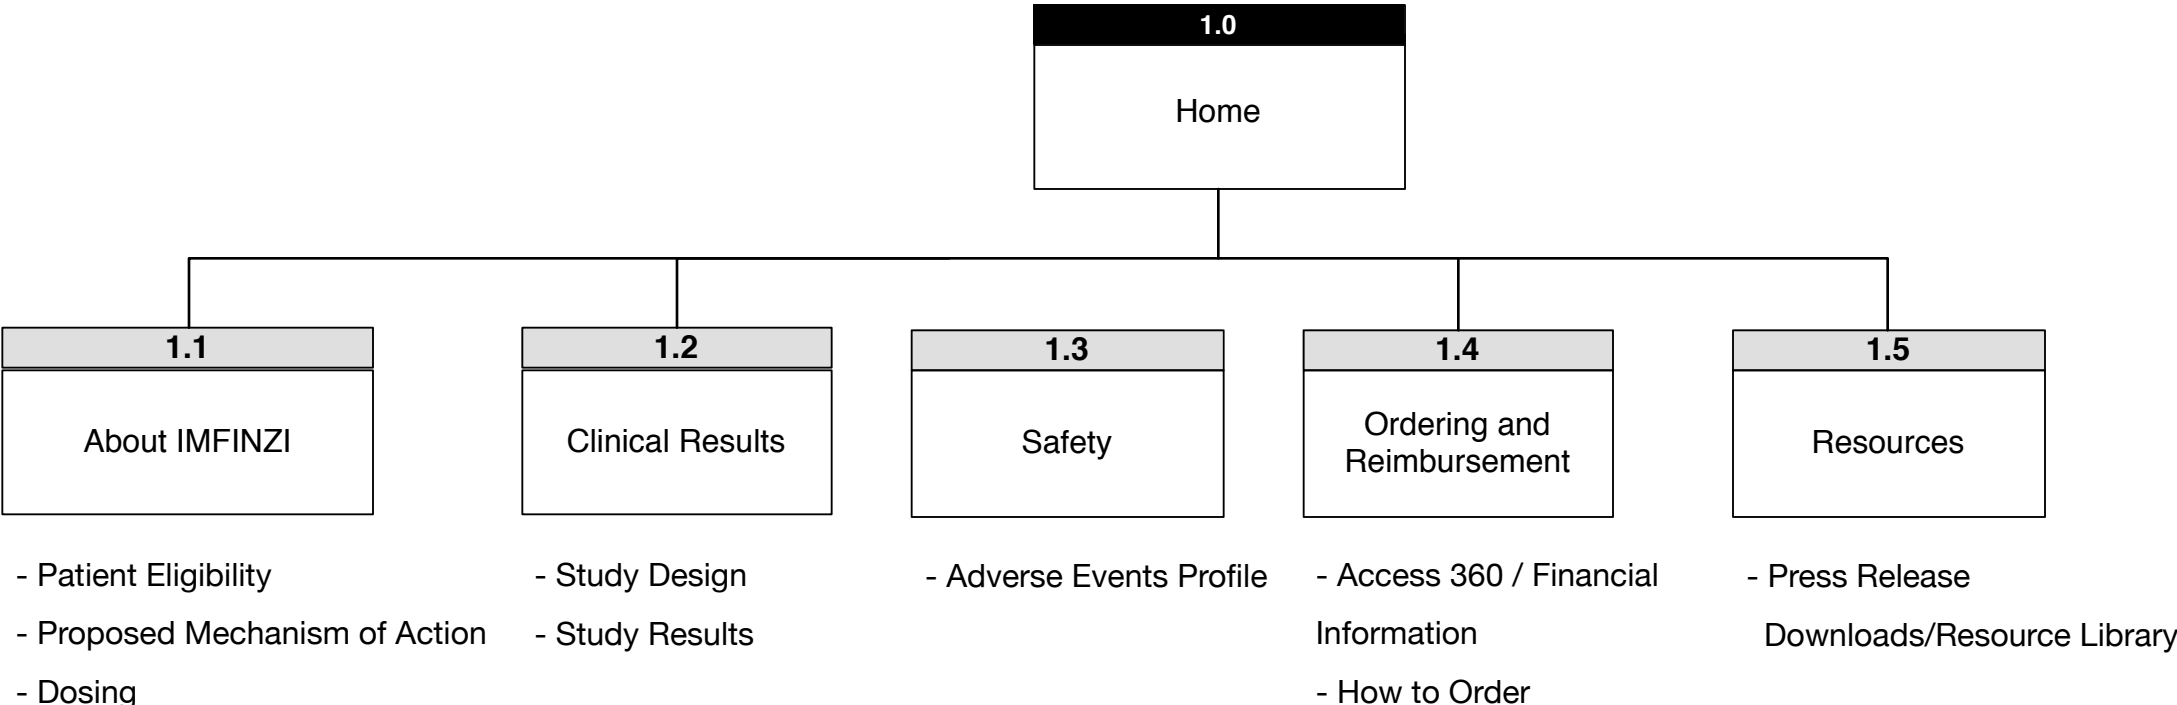 1.0
Home
1.1
About IMFINZI
- Patient Eligibility
- Proposed Mechanism of Action
- Dosing
1.2
Clinical Results
- Study Design
- Study Results
1.3
Safety
- Adverse Events Profile
1.4
Ordering and
Reimbursement
- Access 360 / Financial
Information
- How to Order
1.5
Resources
- Press Release
Downloads/Resource Library